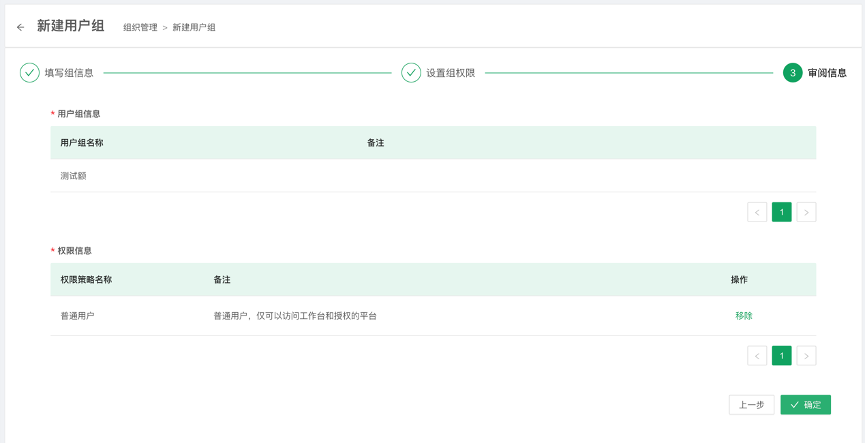 ← 新建用户组 组织管理 > 新建用户组
填写组信息 设置组权限 3 审阅信息
* 用户组信息
用户组名称 备注
测试额
< 1 >
* 权限信息
权限策略名称 备注 操作
普通用户 普通用户，仅可以访问工作台和授权的平台 移除
< 1 >
上一步 确定